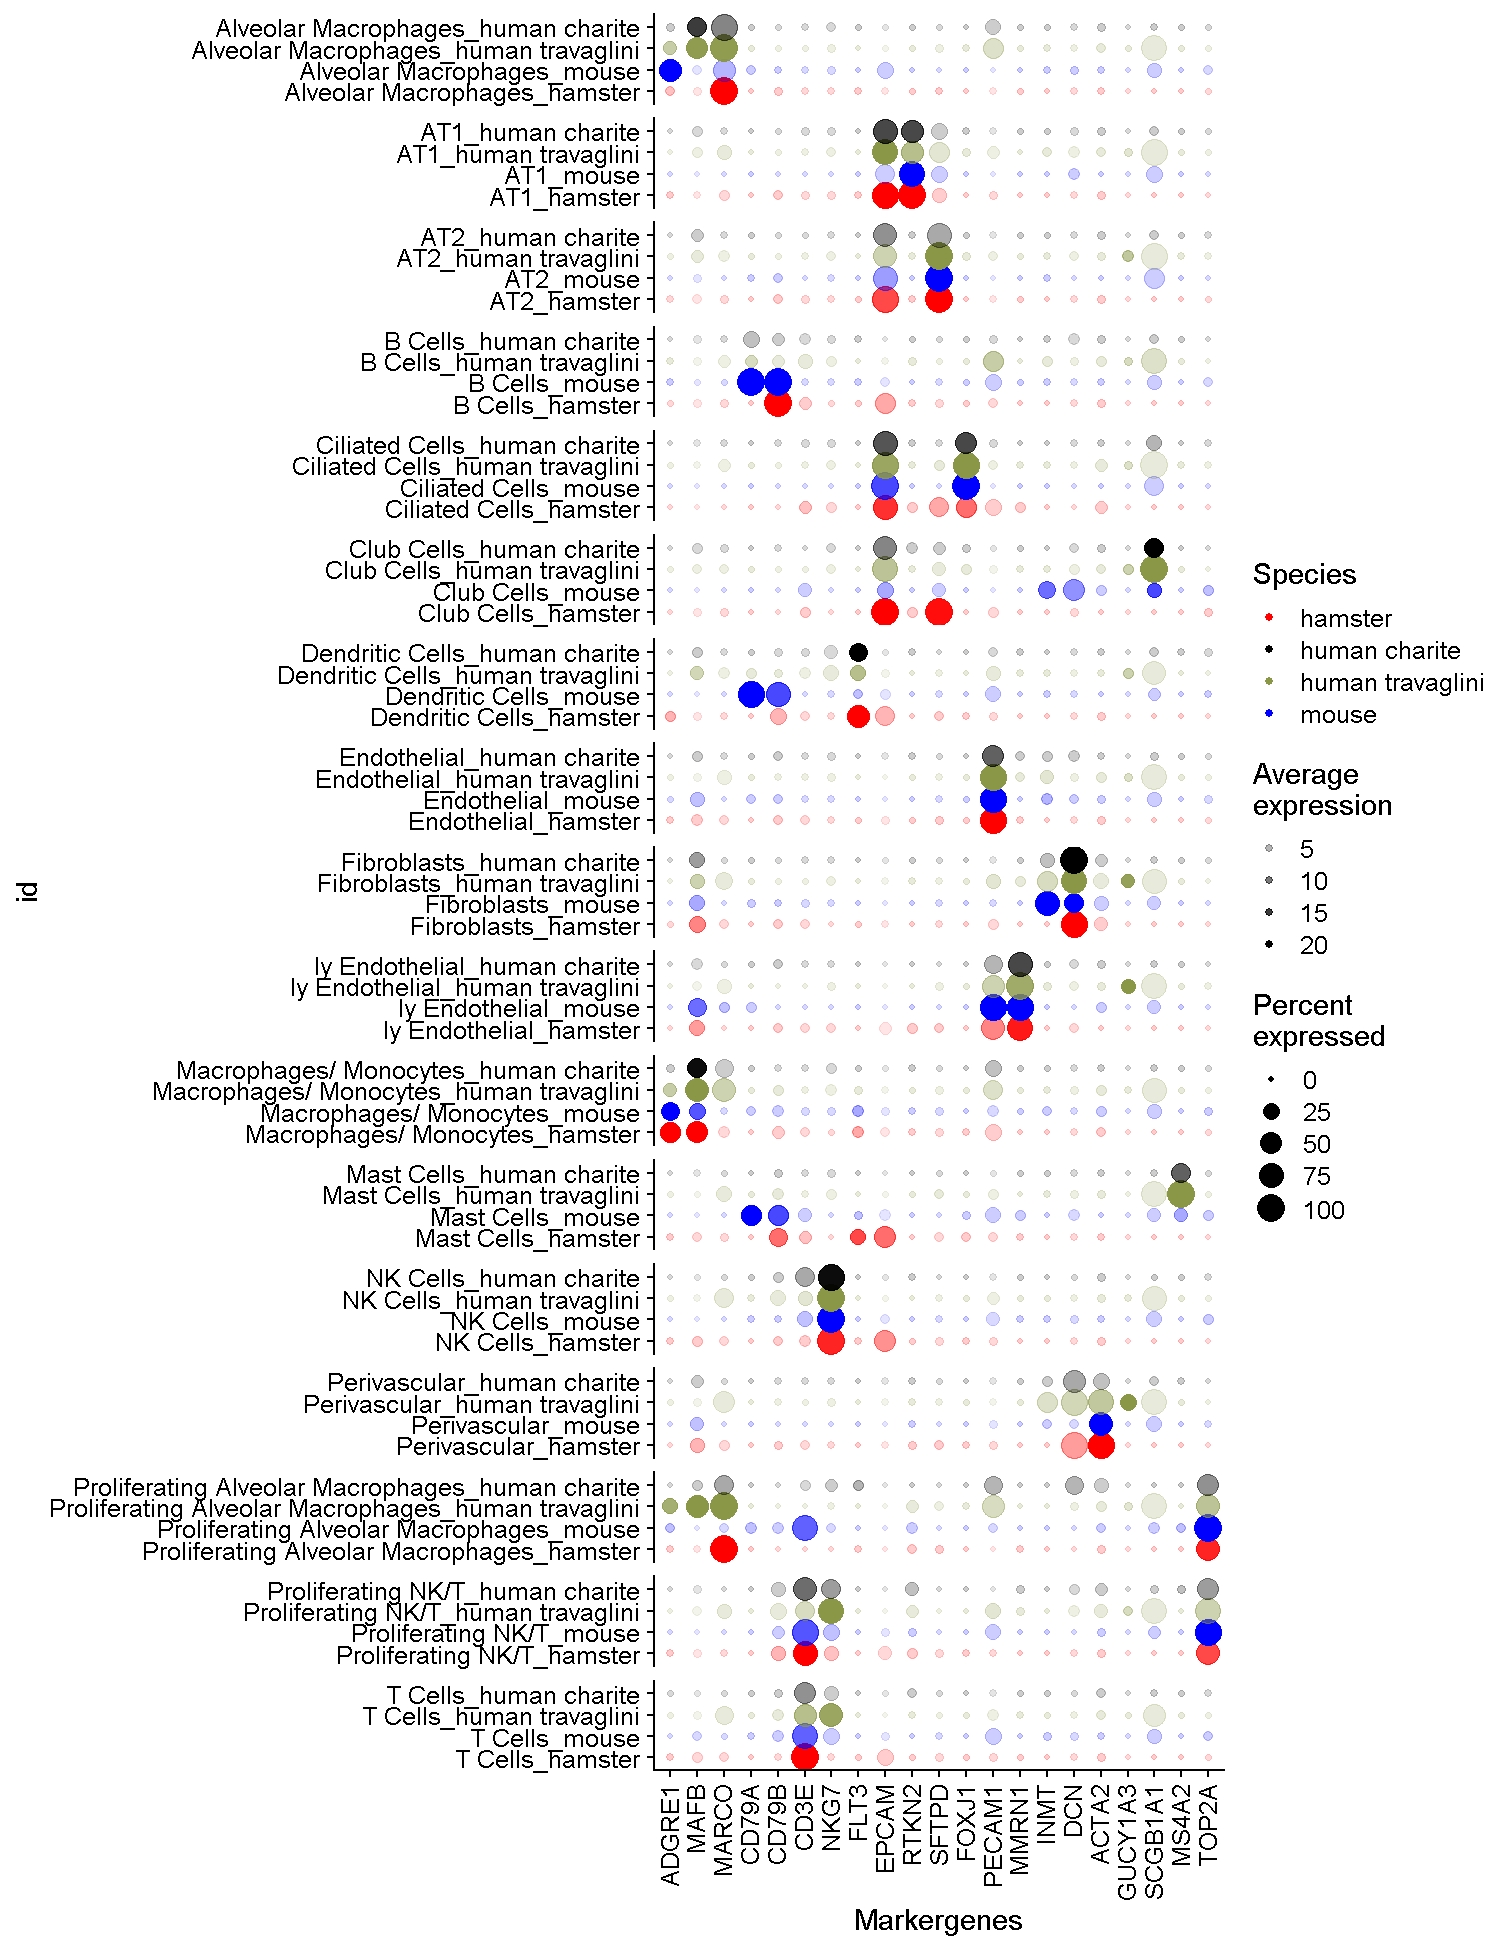 Alveolar Macrophages_human charite
Alveolar Macrophages_human travaglini
Alveolar Macrophages_mouse
Alveolar Macrophages_hamster
AT1_human charite
AT1_human travaglini
AT1_mouse
AT1_hamster
AT2_human charite
AT2_human travaglini
AT2_mouse
AT2_hamster
B Cells_human charite
B Cells_human travaglini
B Cells_mouse
B Cells_hamster
Ciliated Cells_human charite
Ciliated Cells_human travaglini
Ciliated Cells_mouse
Ciliated Cells_hamster
Club Cells_human charite
Club Cells_human travaglini
Club Cells_mouse
Club Cells_hamster
Dendritic Cells_human charite
Dendritic Cells_human travaglini
Dendritic Cells_mouse
Dendritic Cells_hamster
Endothelial_human charite
Endothelial_human travaglini
Endothelial_mouse
Endothelial_hamster
Fibroblasts_human charite
Fibroblasts_human travaglini
Fibroblasts_mouse
Fibroblasts_hamster
ly Endothelial_human charite
ly Endothelial_human travaglini
ly Endothelial_mouse
ly Endothelial_hamster
Macrophages/ Monocytes_human charite
Macrophages/ Monocytes_human travaglini
Macrophages/ Monocytes_mouse
Macrophages/ Monocytes_hamster
Mast Cells_human charite
Mast Cells_human travaglini
Mast Cells_mouse
Mast Cells_hamster
NK Cells_human charite
NK Cells_human travaglini
NK Cells_mouse
NK Cells_hamster
Perivascular_human charite
Perivascular_human travaglini
Perivascular_mouse
Perivascular_hamster
Proliferating Alveolar Macrophages_human charite
Proliferating Alveolar Macrophages_human travaglini
Proliferating Alveolar Macrophages_mouse
Proliferating Alveolar Macrophages_hamster
Proliferating NK/T_human charite
Proliferating NK/T_human travaglini
Proliferating NK/T_mouse
Proliferating NK/T_hamster
T Cells_human charite
T Cells_human travaglini
T Cells_mouse
T Cells_hamster
id
ADGRE1
MAFB
MARCO
CD79A
CD79B
CD3E
NKG7
FLT3
EPCAM
RTKN2
SFTPD
FOXJ1
PECAM1
MMRN1
INMT
DCN
ACTA2
GUCY1A3
SCGB1A1
MS4A2
TOP2A
Markergenes
Species
hamster
human charite
human travaglini
mouse
Average
expression
5
10
15
20
Percent
expressed
0
25
50
75
100